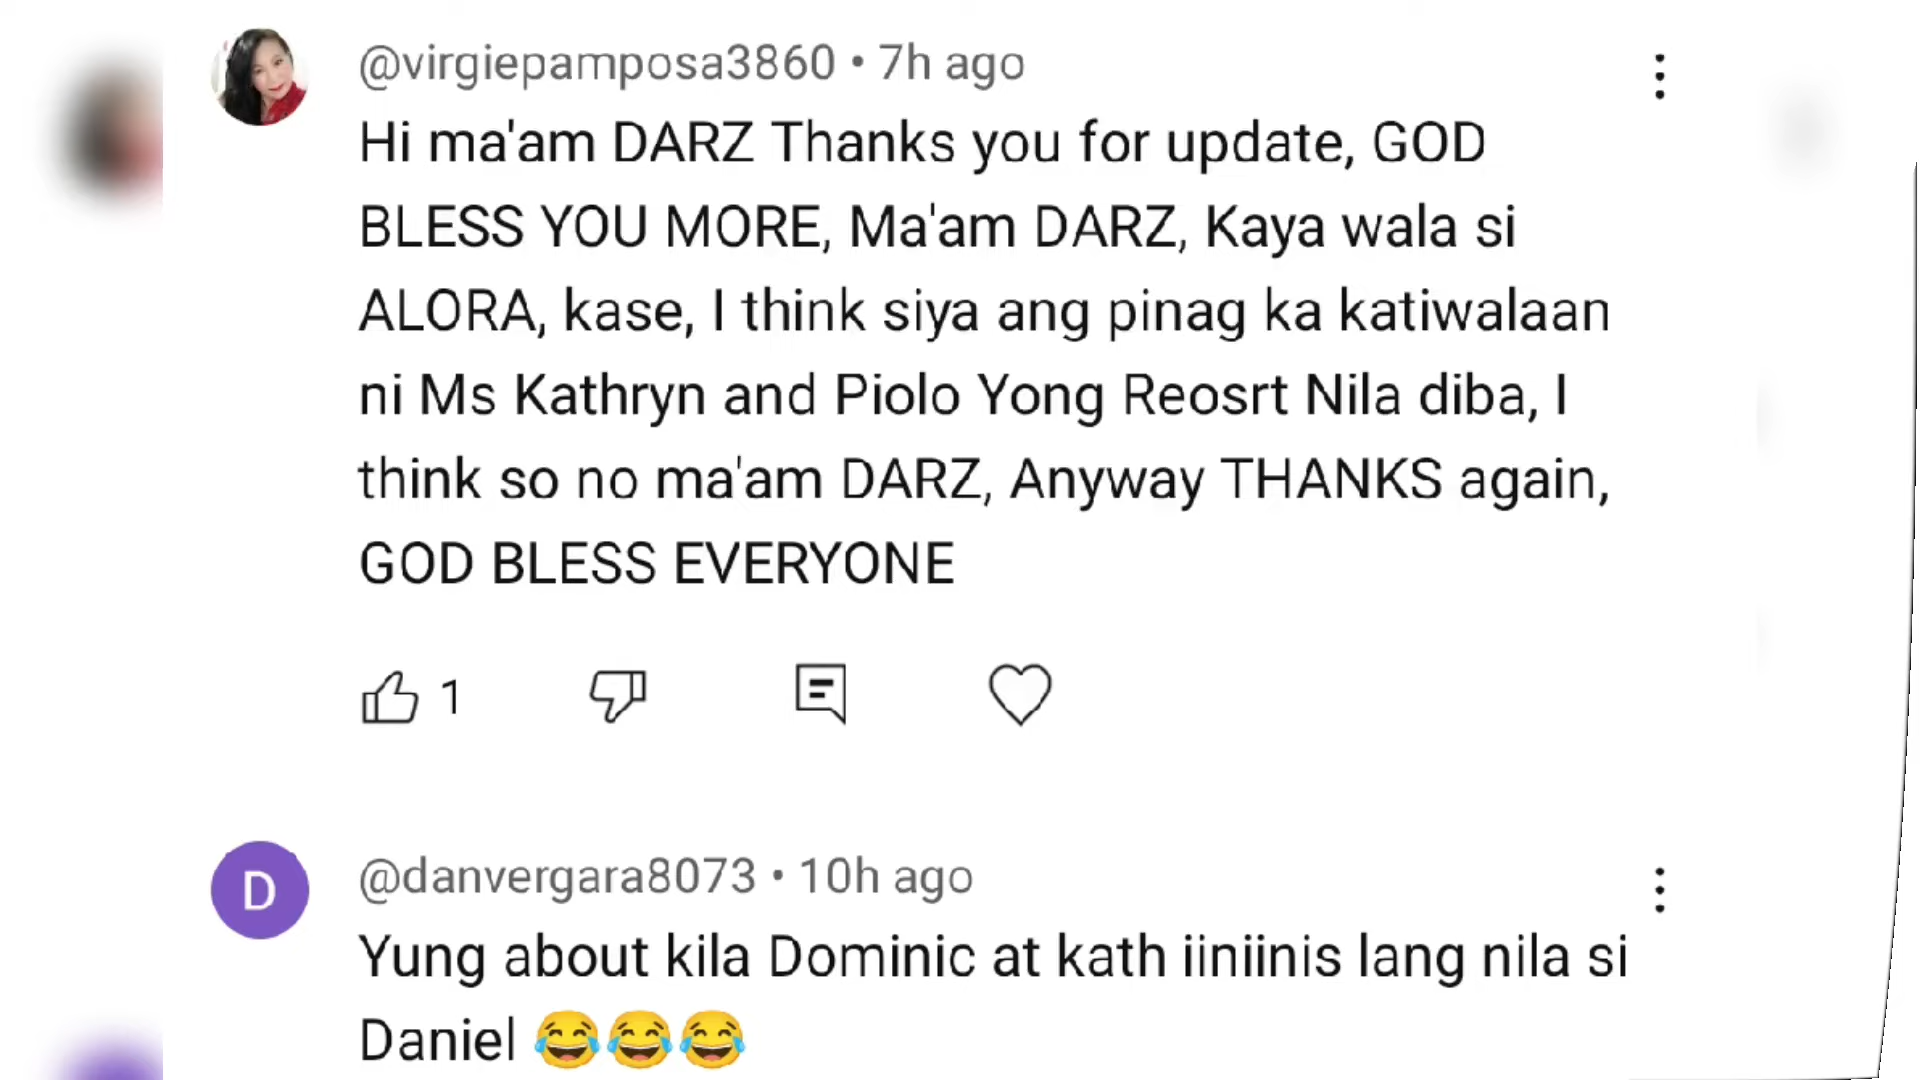 @virgiepamposa3860 • 7h ago
Hi ma'am DARZ Thanks you for update, GOD
BLESS YOU MORE, Ma'am DARZ, Kaya wala si
ALORA, kase, I think siya ang pinag ka katiwalaan
ni Ms Kathryn and Piolo Yong Reosrt Nila diba, I
think so no ma'am DARZ, Anyway THANKS again,
GOD BLESS EVERYONE
1
D
@danvergara8073 • 10h ago
Yung about kila Dominic at kath iiniinis lang nila si
Daniel 😂😂😂